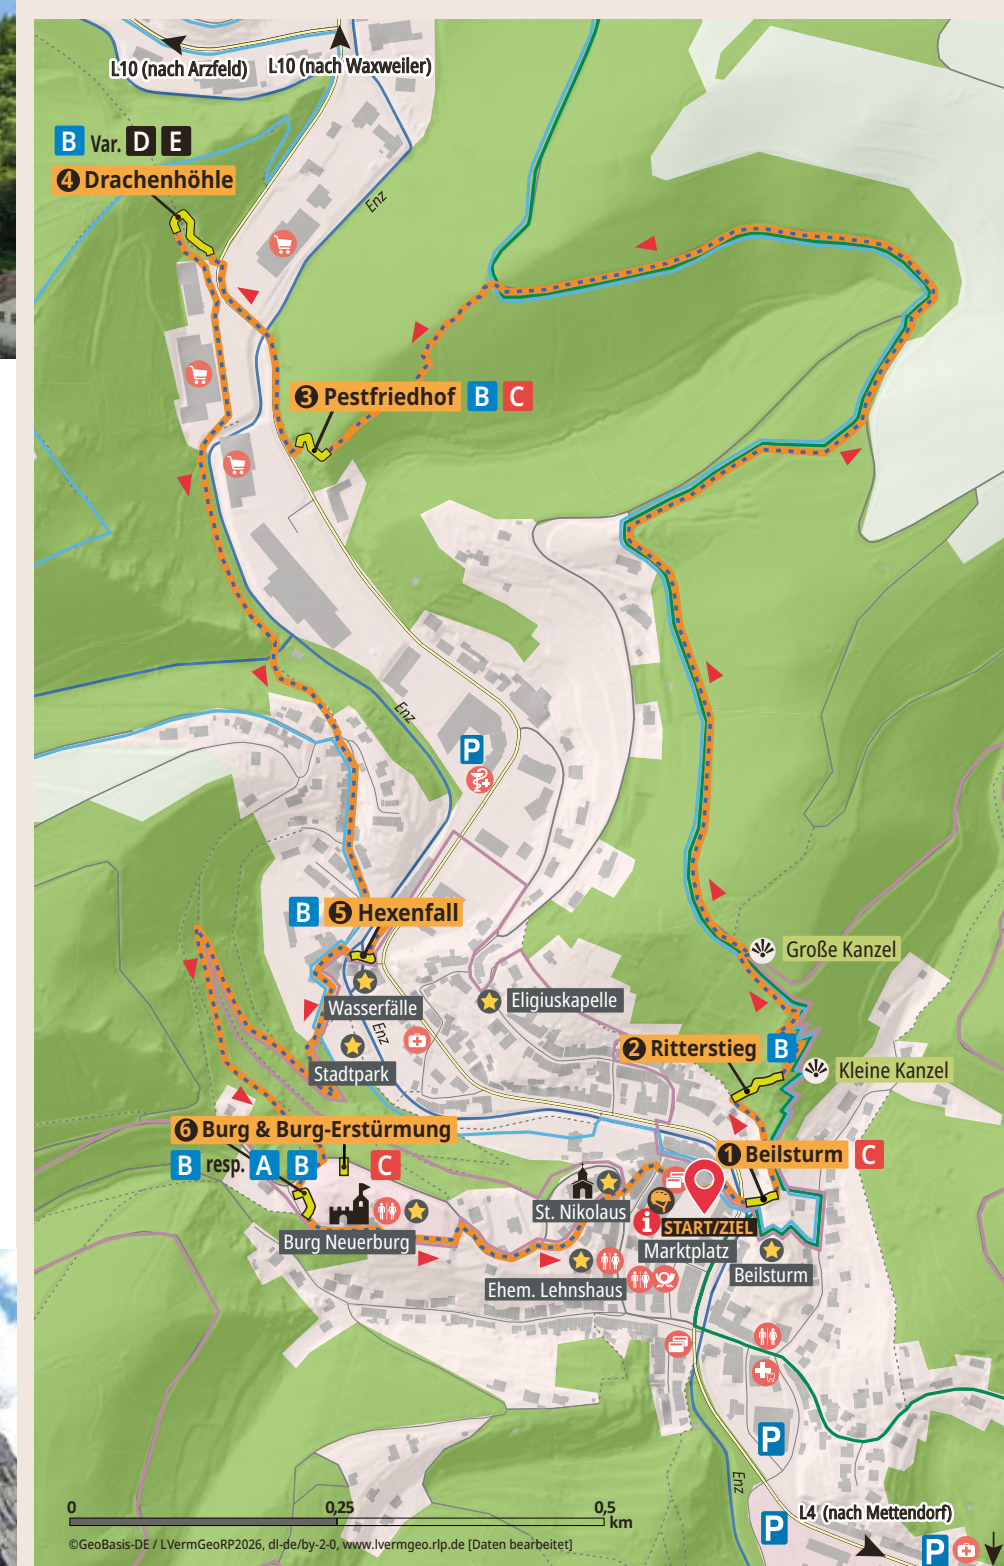 L10 (nach Arzfeld)
L10 (nach Waxweiler)
B Var. D E
4 Drachenhöhle
Enz
3 Pestfriedhof B C
Enz
P
B 5 Hexenfall
Große Kanzel
Wasserfälle
Eligiuskapelle
Enz
2 Ritterstieg B
Stadtpark
Kleine Kanzel
6 Burg & Burg-Erstürmung
B resp. A B C
1 Beilsturm C
St. Nikolaus
START/ZIEL
i
Burg Neuerburg
Marktplatz
Beilsturm
Ehem. Lehnshaus
P
Enz
0 0,25 0,5
km
L4 (nach Mettendorf)
P
P
©GeoBasis-DE / LVermGeoRP2026, dl-de/by-2-0, www.lvermgeo.rlp.de [Daten bearbeitet]